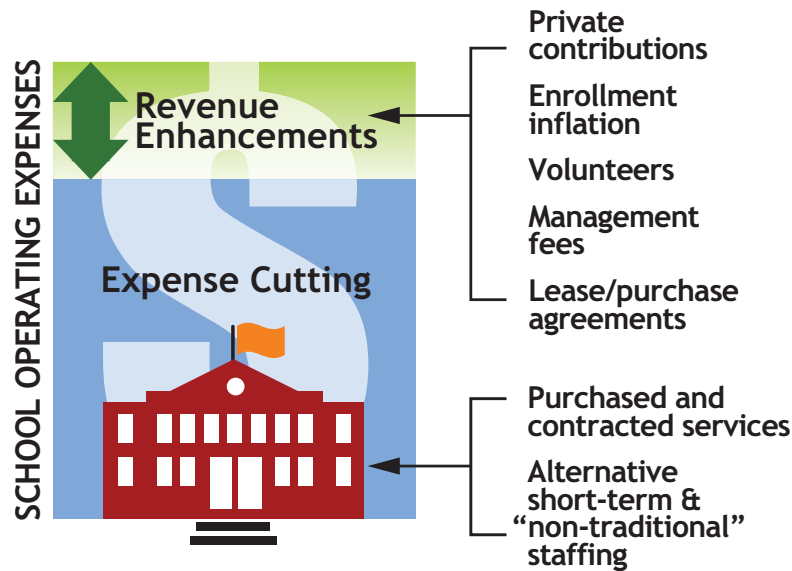 SCHOOL OPERATING EXPENSES
Revenue
Enhancements
Expense Cutting
Private
contributions
Enrollment
inflation
Volunteers
Management
fees
Lease/purchase
agreements
Purchased and
contracted services
Alternative
short-term &
“non-traditional”
staffing